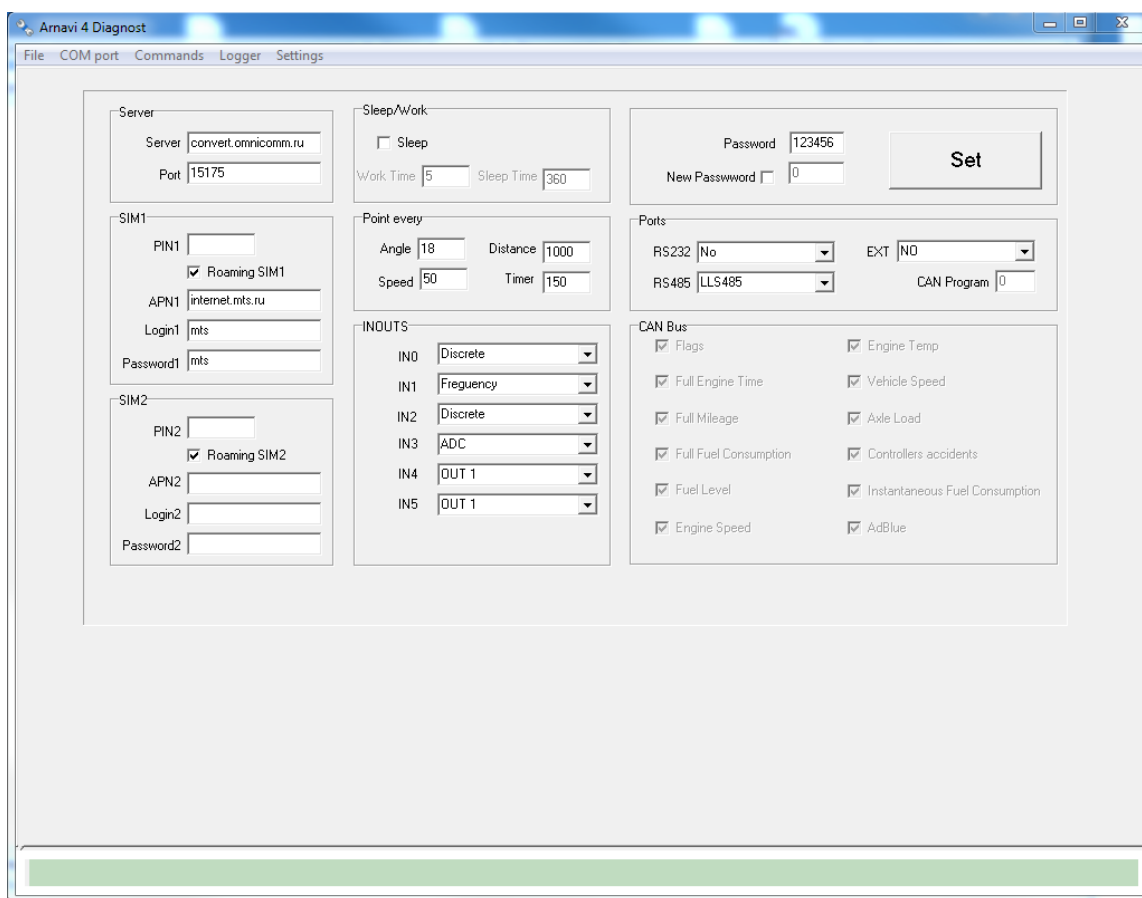 Arnavi 4 Diagnost
File COM port Commands Logger Settings
Server
Server convert.omnicomm.ru
Port 15175
SIM1
PIN1
Roaming SIM1
APN1 internet.mts.ru
Login1 mts
Password1 mts
SIM2
PIN2
Roaming SIM2
APN2
Login2
Password2
Sleep/Work
Sleep
Work Time 5 Sleep Time 360
Point every
Angle 18 Distance 1000
Speed 50 Timer 150
INOUTS
IN0 Discrete
IN1 Freguency
IN2 Discrete
IN3 ADC
IN4 OUT 1
IN5 OUT 1
Password 123456
New Passwword 0
Set
Ports
RS232 No EXT NO
RS485 LLS485 CAN Program 0
CAN Bus
Flags Engine Temp
Full Engine Time Vehicle Speed
Full Mileage Axle Load
Full Fuel Consumption Controllers accidents
Fuel Level Instantaneous Fuel Consumption
Engine Speed AdBlue